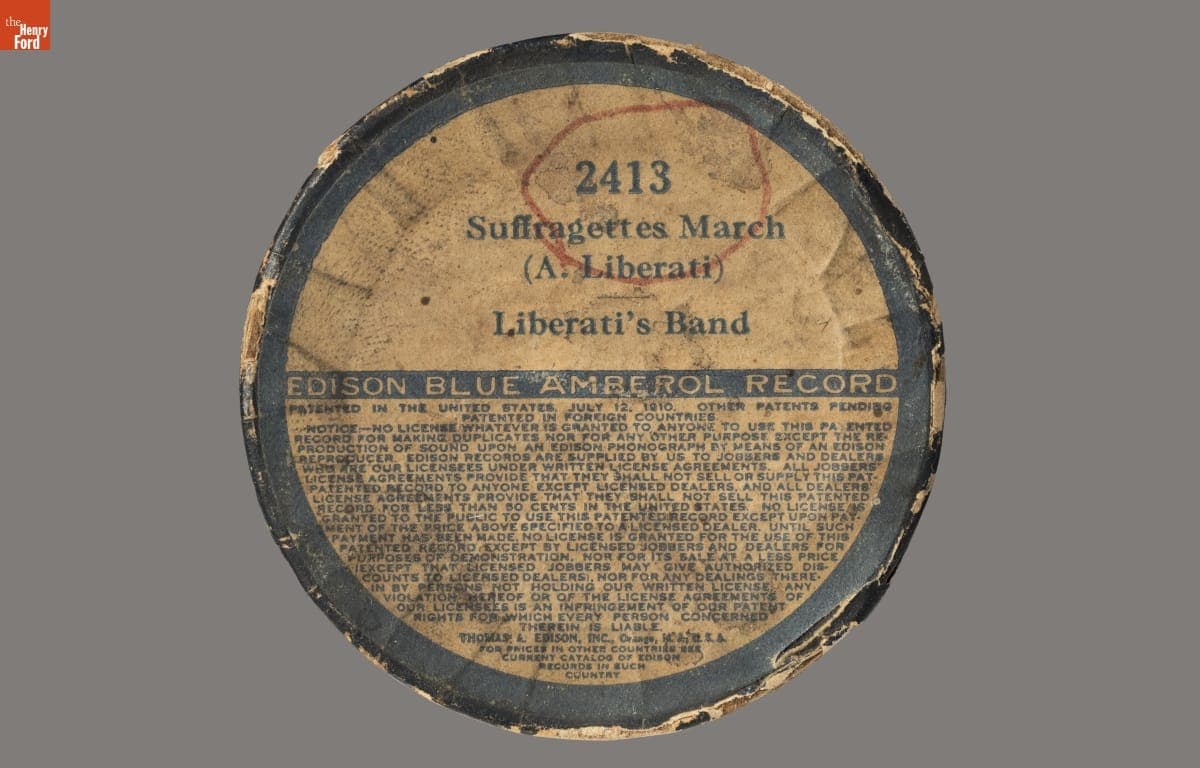 the
Henry
Ford
2413
Suffragettes March
(A. Liberati)
Liberati's Band
EDISON BLUE AMBEROL RECORD
PATENTED IN THE UNITED STATES, JULY 12, 1910. OTHER PATENTS PENDING
PATENTED IN FOREIGN COUNTRIES.
NOTICE—NO LICENSE WHATEVER IS GRANTED TO ANYONE TO USE THIS PATENTED
RECORD FOR MAKING DUPLICATES NOR FOR ANY OTHER PURPOSE EXCEPT THE RE-
PRODUCTION OF SOUND UPON AN EDISON PHONOGRAPH BY MEANS OF AN EDISON
REPRODUCER. EDISON RECORDS ARE SUPPLIED BY US TO JOBBERS AND DEALERS
WHO ARE OUR LICENSEES UNDER WRITTEN LICENSE AGREEMENTS. ALL JOBBERS'
LICENSE AGREEMENTS PROVIDE THAT THEY SHALL NOT SELL OR SUPPLY THIS PAT-
ENTED RECORD TO ANYONE EXCEPT LICENSED DEALERS, AND ALL DEALERS'
LICENSE AGREEMENTS PROVIDE THAT THEY SHALL NOT SELL THIS PATENTED
RECORD FOR LESS THAN 50 CENTS IN THE UNITED STATES. NO LICENSE IS
GRANTED TO THE PUBLIC TO USE THIS PATENTED RECORD EXCEPT UPON PAY-
MENT OF THE PRICE ABOVE SPECIFIED TO A LICENSED DEALER. UNTIL SUCH
PAYMENT HAS BEEN MADE, NO LICENSE IS GRANTED FOR THE USE OF THIS
PATENTED RECORD EXCEPT BY LICENSED JOBBERS AND DEALERS FOR
PURPOSES OF DEMONSTRATION, NOR FOR ITS SALE AT A LESS PRICE
(EXCEPT THAT LICENSED JOBBERS MAY GIVE AUTHORIZED DIS-
COUNTS TO LICENSED DEALERS), NOR FOR ANY DEALINGS THERE-
IN BY PERSONS NOT HOLDING OUR WRITTEN LICENSE. ANY
VIOLATION HEREOF OR OF THE LICENSE AGREEMENTS OF
OUR LICENSEES IS AN INFRINGEMENT OF OUR PATENT
RIGHTS FOR WHICH EVERY PERSON CONCERNED
THEREIN IS LIABLE.
THOMAS A. EDISON, INC., Orange, N. J., U. S. A.
FOR PRICES IN OTHER COUNTRIES SEE
CURRENT CATALOG OF EDISON
RECORDS IN SUCH
COUNTRY